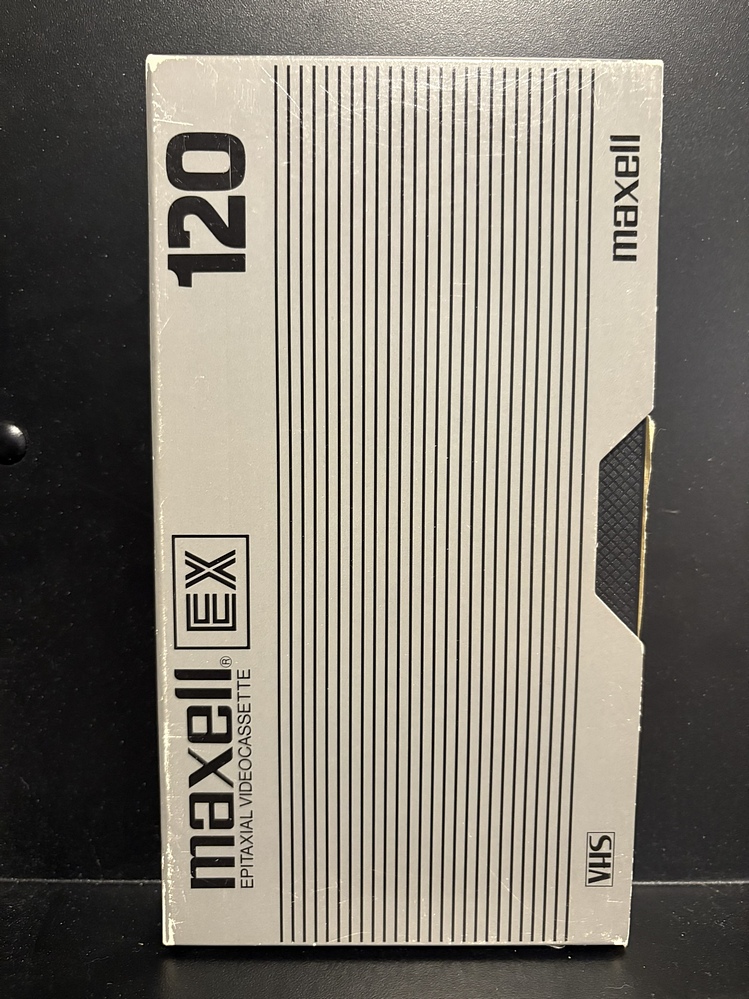 maxell® EX 120
EPITAXIAL VIDEOCASSETTE
VHS maxell